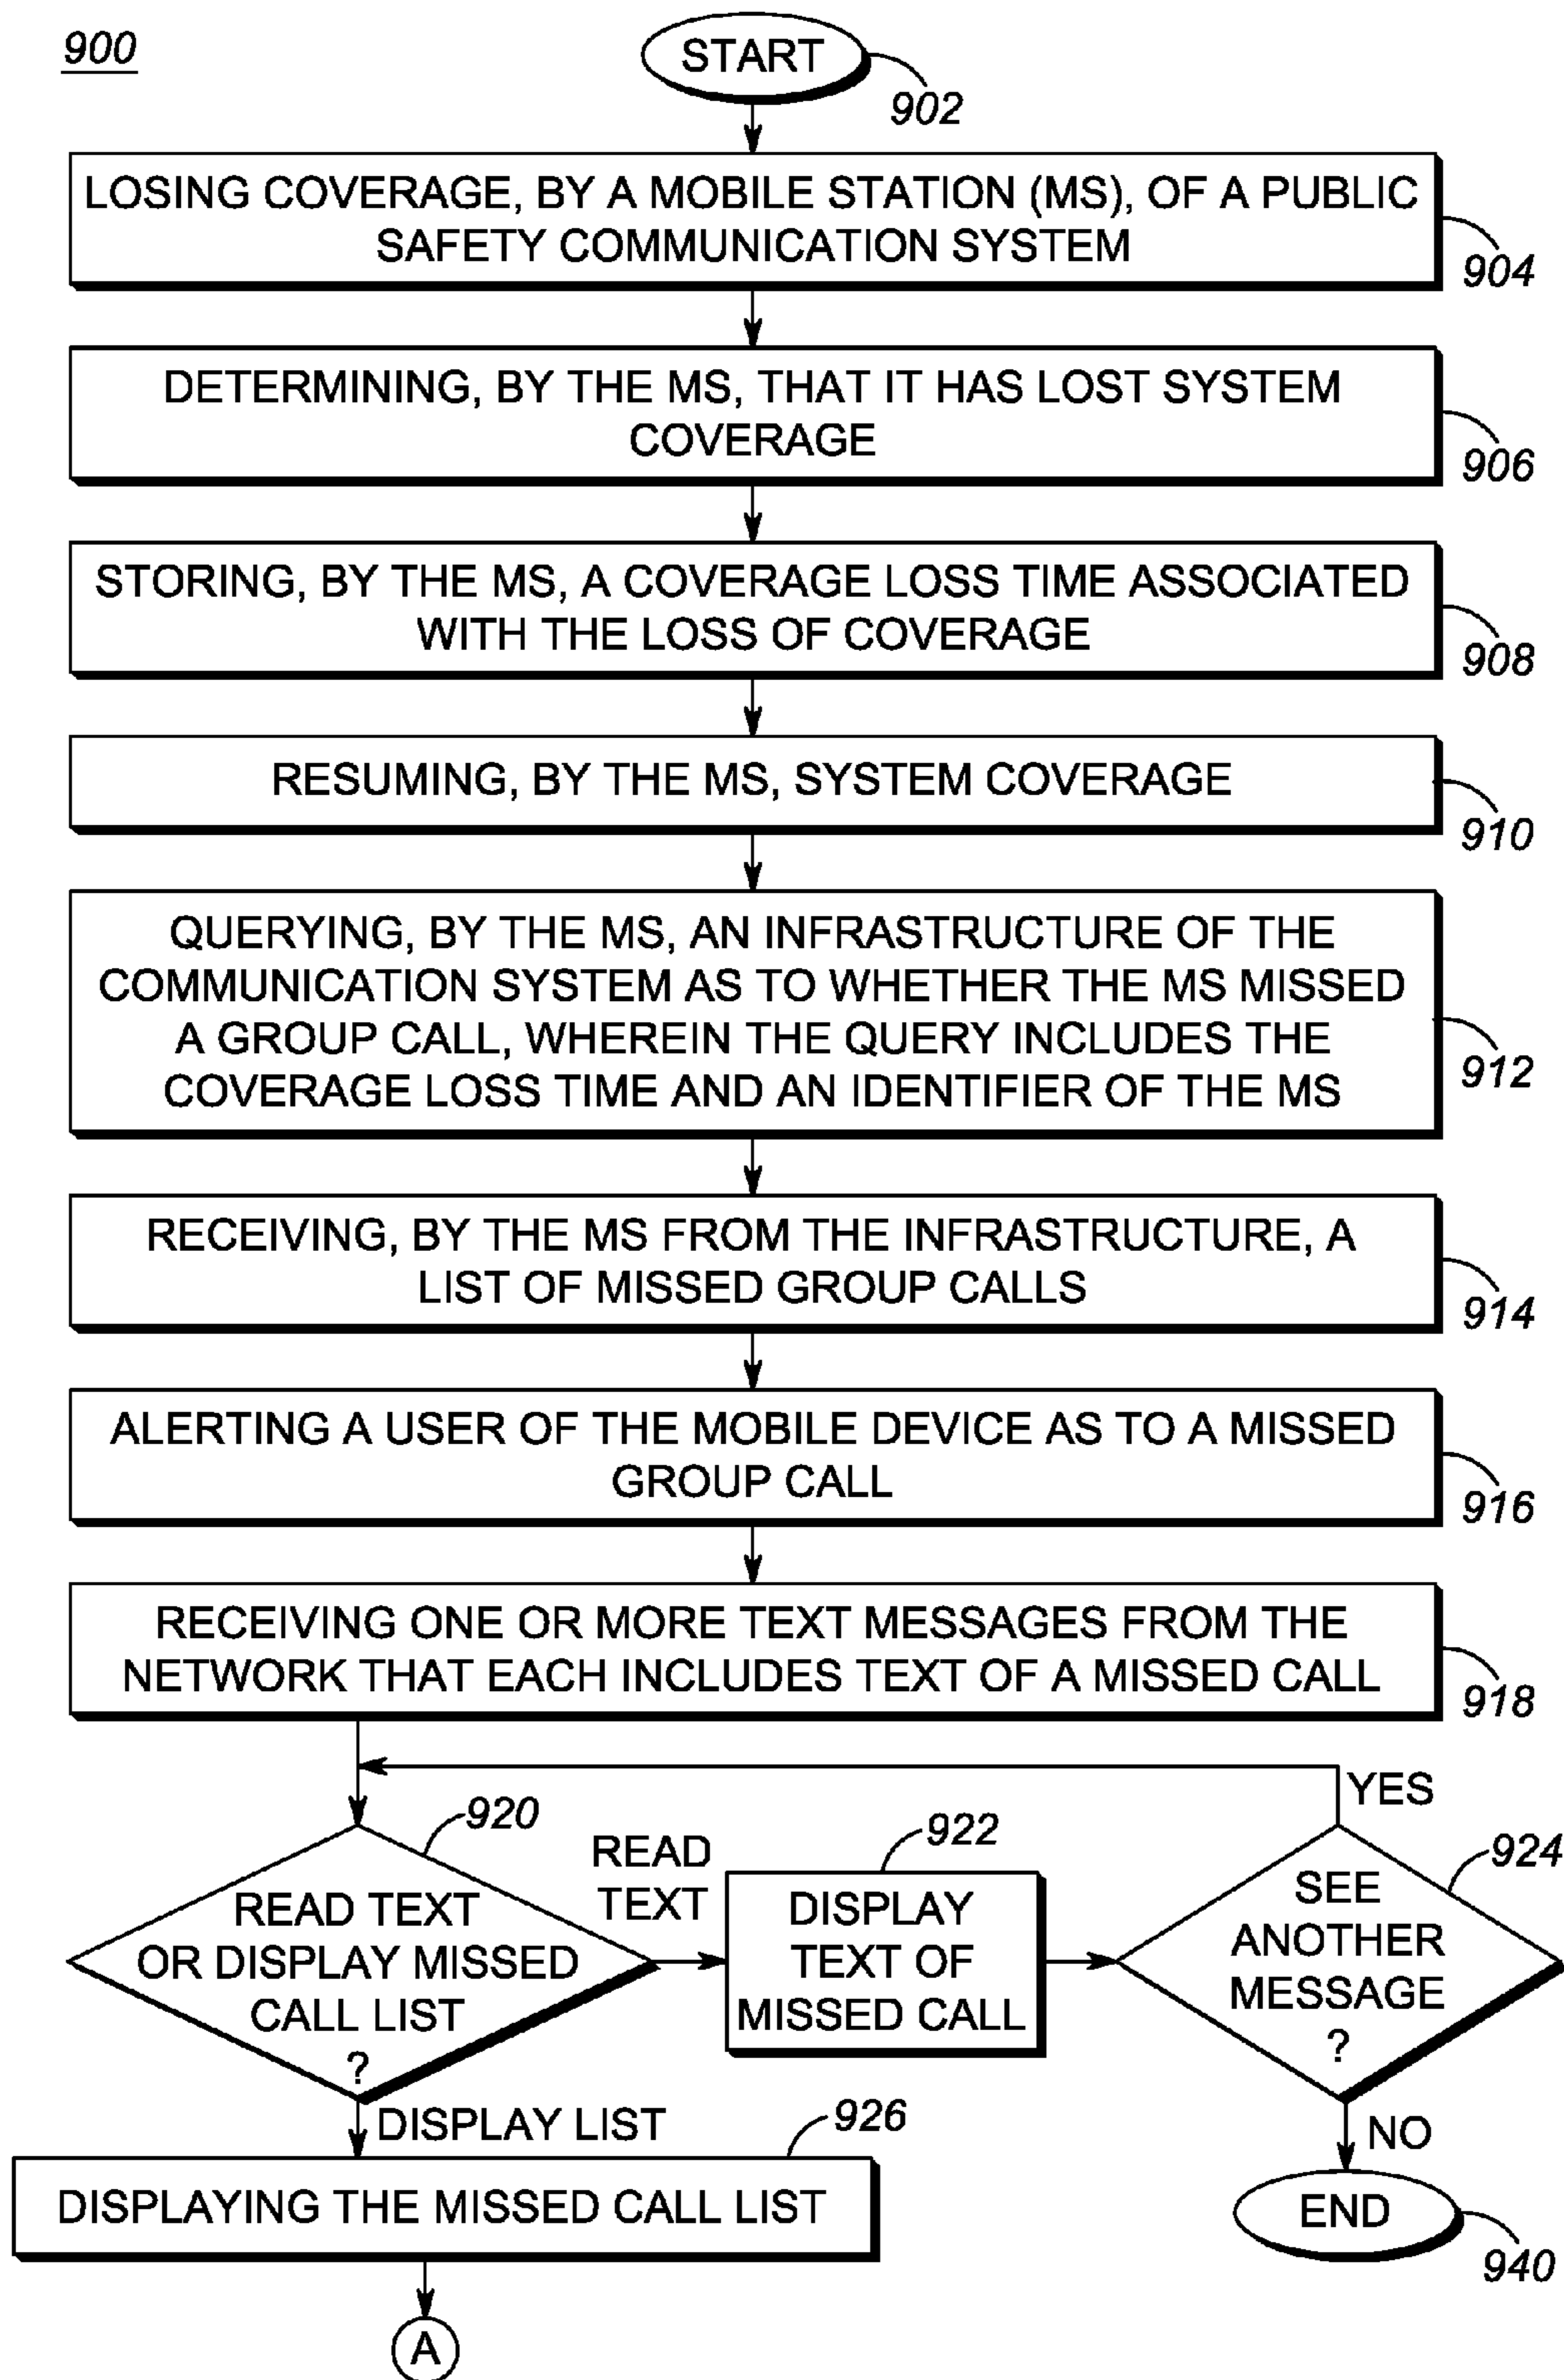 900
START
902
LOSING COVERAGE, BY A MOBILE STATION (MS), OF A PUBLIC
SAFETY COMMUNICATION SYSTEM
904
DETERMINING, BY THE MS, THAT IT HAS LOST SYSTEM
COVERAGE
906
STORING, BY THE MS, A COVERAGE LOSS TIME ASSOCIATED
WITH THE LOSS OF COVERAGE
908
RESUMING, BY THE MS, SYSTEM COVERAGE
910
QUERYING, BY THE MS, AN INFRASTRUCTURE OF THE
COMMUNICATION SYSTEM AS TO WHETHER THE MS MISSED
A GROUP CALL, WHEREIN THE QUERY INCLUDES THE
COVERAGE LOSS TIME AND AN IDENTIFIER OF THE MS
912
RECEIVING, BY THE MS FROM THE INFRASTRUCTURE, A
LIST OF MISSED GROUP CALLS
914
ALERTING A USER OF THE MOBILE DEVICE AS TO A MISSED
GROUP CALL
916
RECEIVING ONE OR MORE TEXT MESSAGES FROM THE
NETWORK THAT EACH INCLUDES TEXT OF A MISSED CALL
918
920
READ TEXT
OR DISPLAY MISSED
CALL LIST
?
READ
TEXT
922
DISPLAY
TEXT OF
MISSED CALL
YES
924
SEE
ANOTHER
MESSAGE
?
DISPLAY LIST
926
DISPLAYING THE MISSED CALL LIST
NO
END
940
A